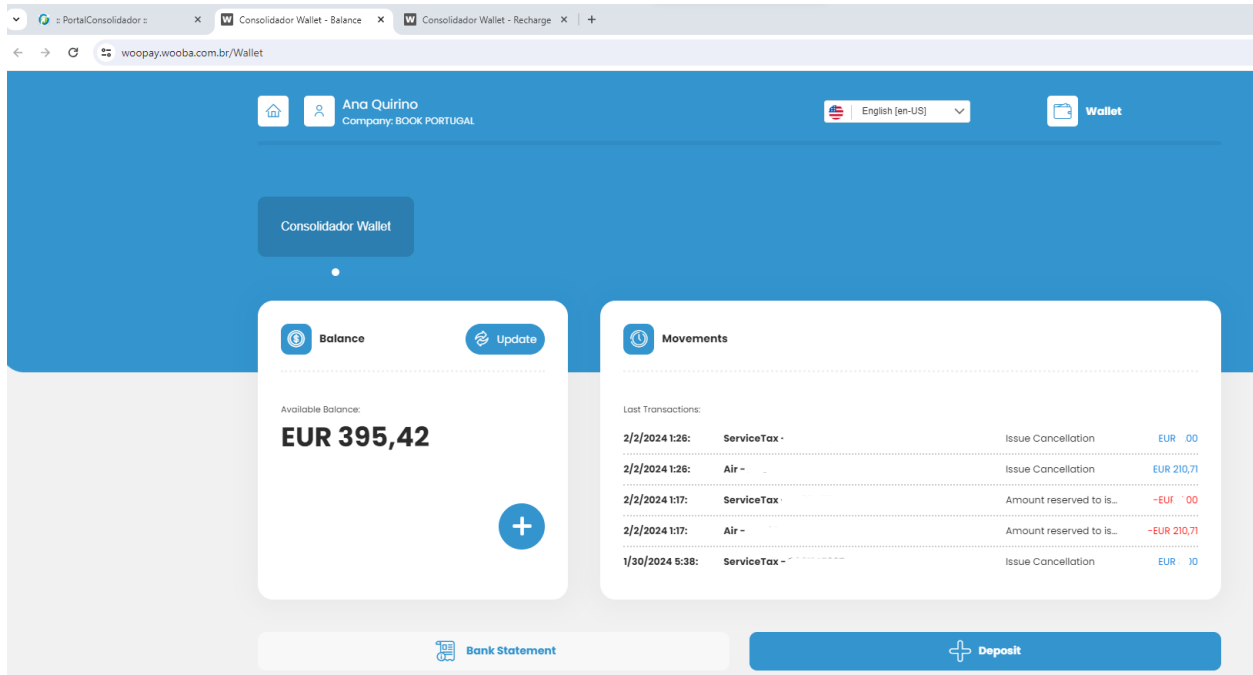 :: PortalConsolidador ::
Consolidador Wallet - Balance
Consolidador Wallet - Recharge
woopay.wooba.com.br/Wallet
Ana Quirino
Company: BOOK PORTUGAL
English [en-US]
Wallet
Consolidador Wallet
Balance
Update
Available Balance:
EUR 395,42
Movements
Last Transactions:
2/2/2024 1:26: ServiceTax - Issue Cancellation EUR ,00
2/2/2024 1:26: Air - Issue Cancellation EUR 210,71
2/2/2024 1:17: ServiceTax Amount reserved to is... 00
2/2/2024 1:17: Air - Amount reserved to is... -EUR 210,71
1/30/2024 5:38: ServiceTax - Issue Cancellation EUR
Bank Statement
Deposit